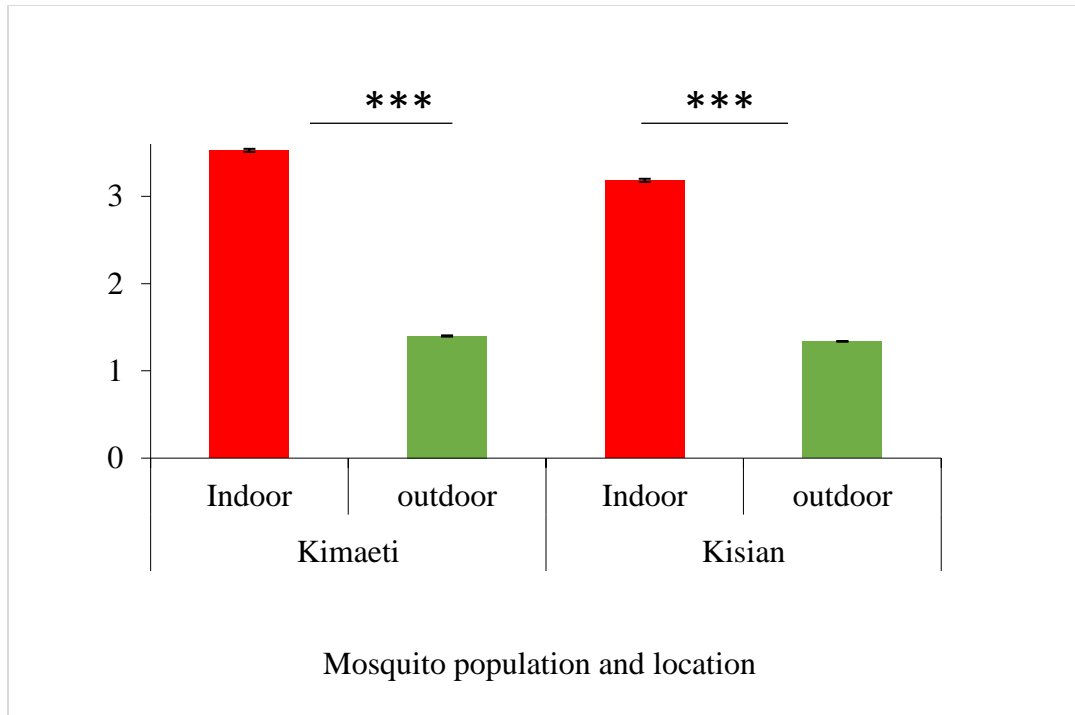 *** ***
3
2
1
0
Indoor outdoor Indoor outdoor
Kimaeti Kisian
Mosquito population and location